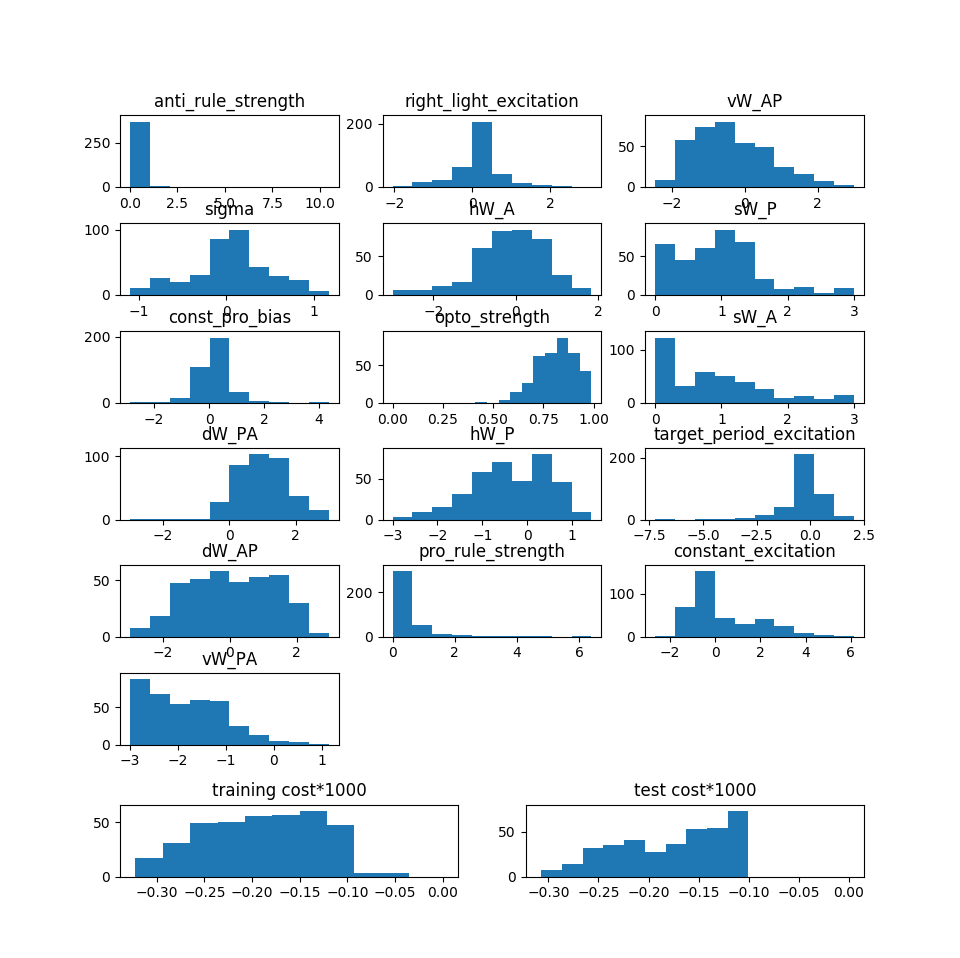 anti_rule_strength
right_light_excitation
vW_AP
250
0
0.0 2.5 5.0 7.5 10.0
200
0
−2 0 2
50
0
−2 0 2
sigma
hW_A
sW_P
100
0
−1 0 1
50
0
−2 0 2
50
0
0 1 2 3
const_pro_bias
opto_strength
sW_A
200
0
−2 0 2 4
50
0
0.00 0.25 0.50 0.75 1.00
100
0
0 1 2 3
dW_PA
hW_P
target_period_excitation
100
0
−2 0 2
50
0
−3 −2 −1 0 1
200
0
−7.5 −5.0 −2.5 0.0 2.5
dW_AP
pro_rule_strength
constant_excitation
50
0
−2 0 2
200
0
0 2 4 6
100
0
−2 0 2 4 6
vW_PA
50
0
−3 −2 −1 0 1
training cost*1000
test cost*1000
50
0
−0.30 −0.25 −0.20 −0.15 −0.10 −0.05 0.00
50
0
−0.30 −0.25 −0.20 −0.15 −0.10 −0.05 0.00